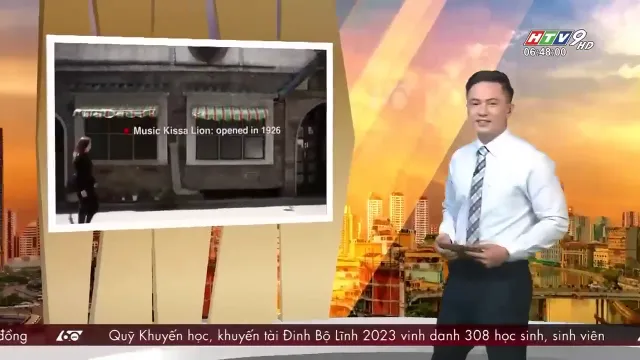 HTV9 HD
06:48:00
Music Kissa Lion: opened in 1926
đồng
60 Quỹ Khuyến học, khuyến tài Đinh Bộ Lĩnh 2023 vinh danh 308 học sinh, sinh viên